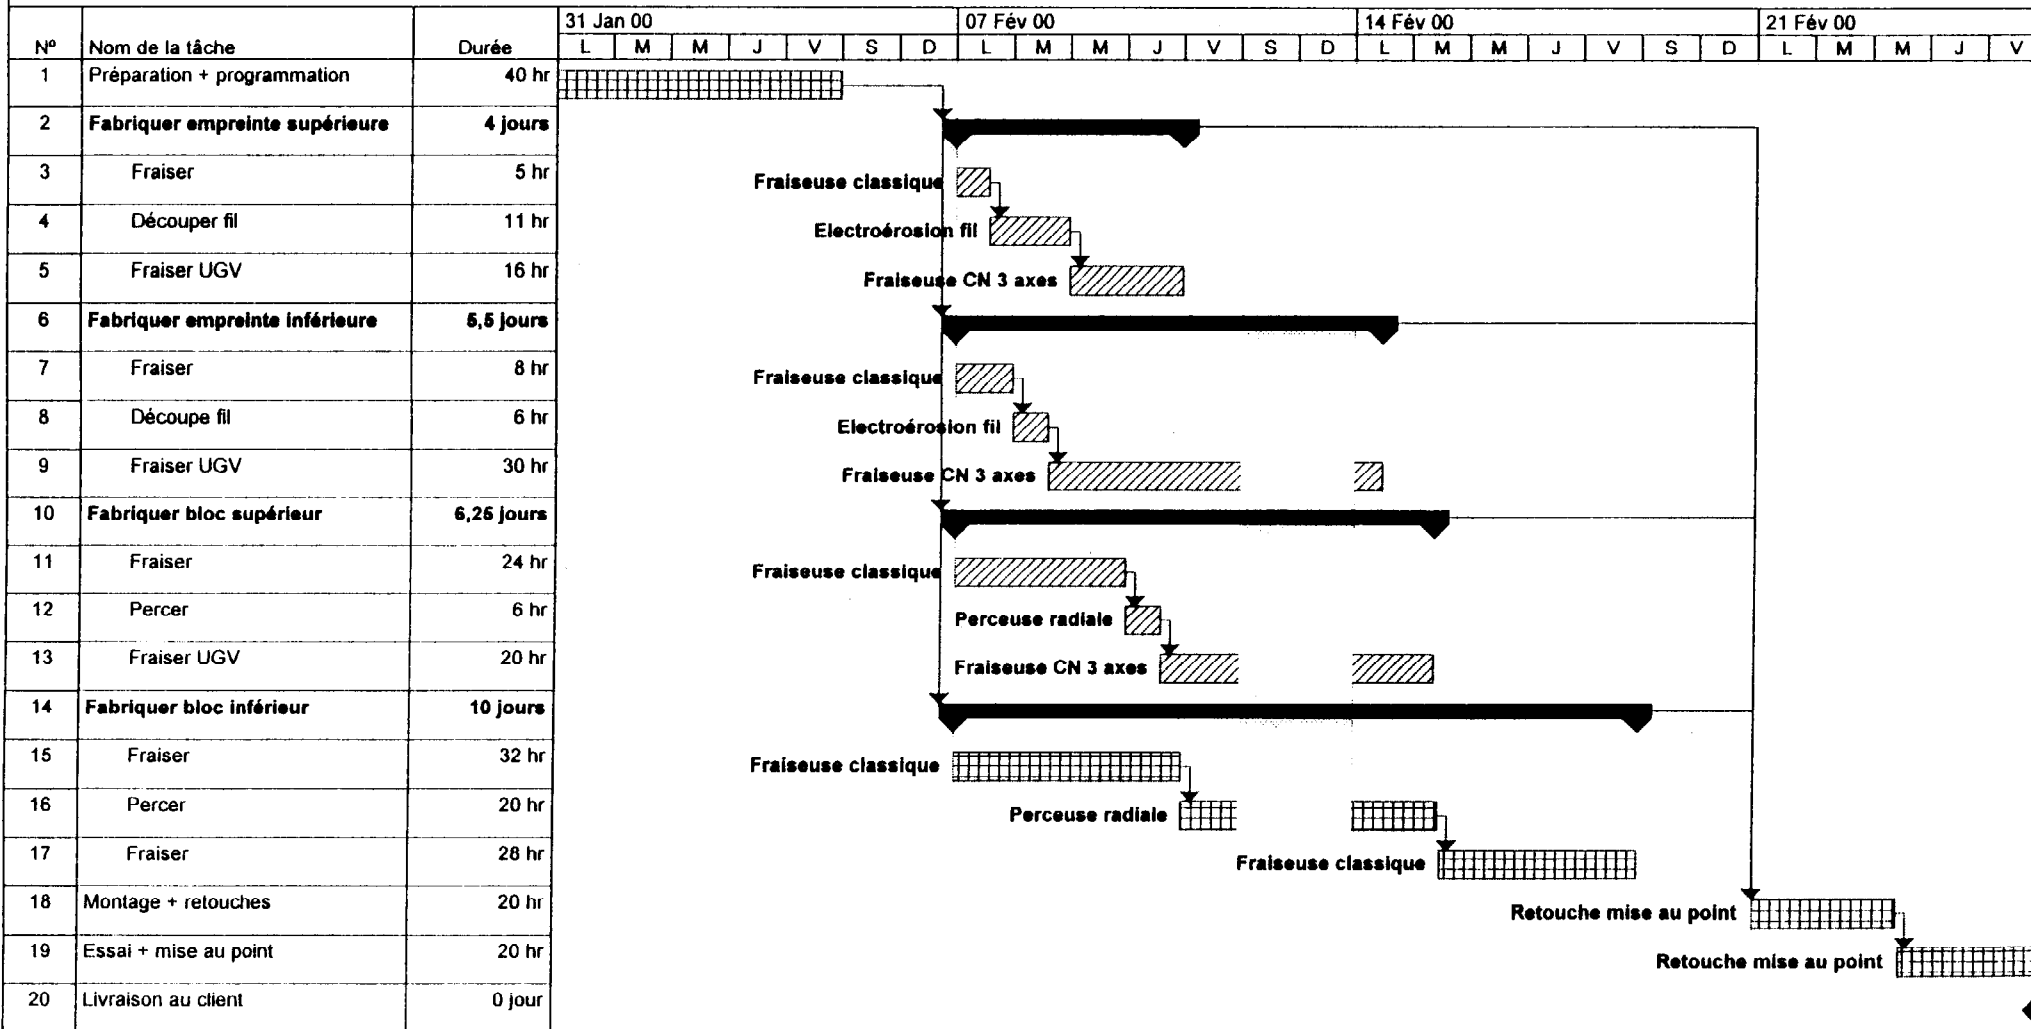 31 Jan 00 07 Fév 00 14 Fév 00 21 Fév 00
Nº Nom de la tâche Durée L M M J V S D L M M J V S D L M M J V S D L M M J V
1 Préparation + programmation 40 hr
2 Fabriquer empreinte supérieure 4 jours
3 Fraiser 5 hr Fraiseuse classique
4 Découper fil 11 hr Electroérosion fil
5 Fraiser UGV 16 hr Fraiseuse CN 3 axes
6 Fabriquer empreinte inférieure 5,5 jours
7 Fraiser 8 hr Fraiseuse classique
8 Découpe fil 6 hr Electroérosion fil
9 Fraiser UGV 30 hr Fraiseuse CN 3 axes
10 Fabriquer bloc supérieur 6,25 jours
11 Fraiser 24 hr Fraiseuse classique
12 Percer 6 hr Perceuse radiale
13 Fraiser UGV 20 hr Fraiseuse CN 3 axes
14 Fabriquer bloc inférieur 10 jours
15 Fraiser 32 hr Fraiseuse classique
16 Percer 20 hr Perceuse radiale
17 Fraiser 28 hr Fraiseuse classique
18 Montage + retouches 20 hr Retouche mise au point
19 Essai + mise au point 20 hr Retouche mise au point
20 Livraison au client 0 jour